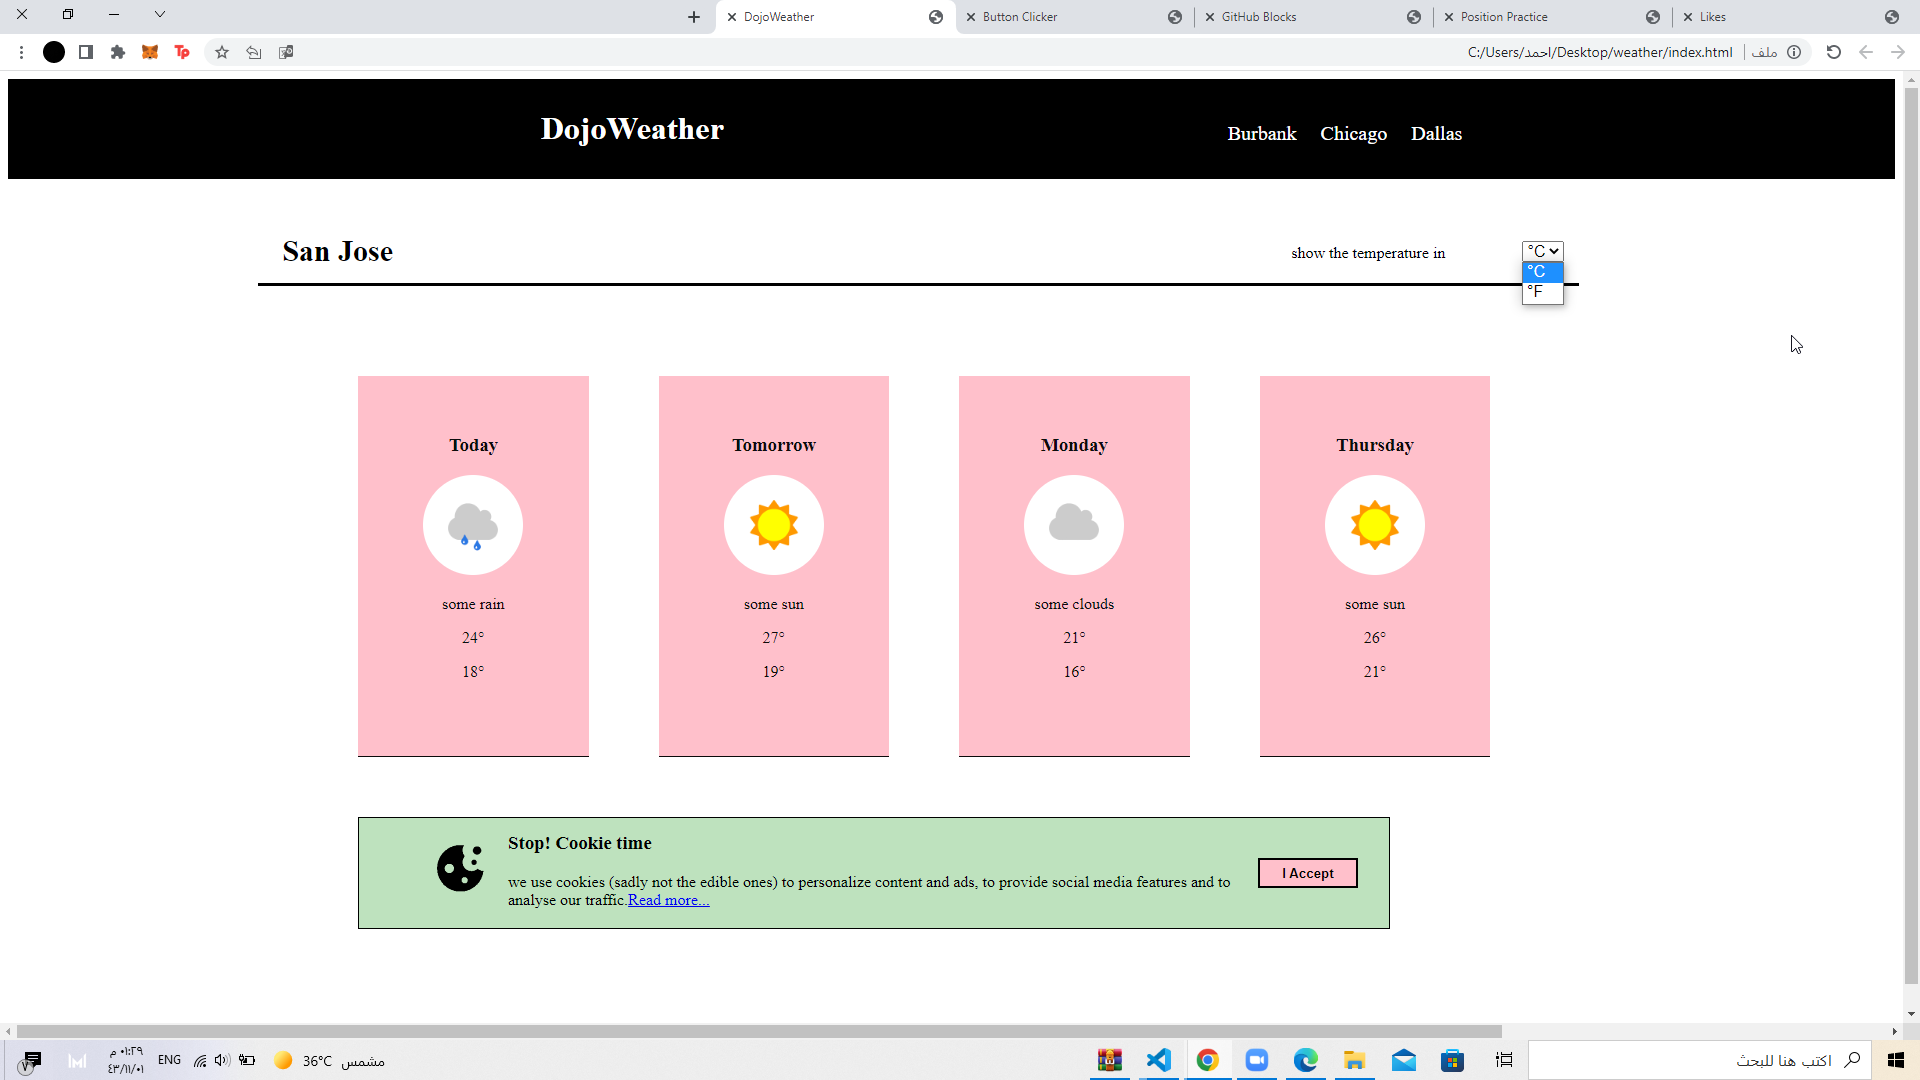 DojoWeather
Button Clicker
GitHub Blocks
Position Practice
Likes
Tp
C:/Users/احمد/Desktop/weather/index.html
ملف
DojoWeather
Burbank Chicago Dallas
San Jose
show the temperature in
°C
°C
°F
Today
some rain
24°
18°
Tomorrow
some sun
27°
19°
Monday
some clouds
21°
16°
Thursday
some sun
26°
21°
Stop! Cookie time
we use cookies (sadly not the edible ones) to personalize content and ads, to provide social media features and to
analyse our traffic.Read more...
I Accept
٠١:٢٩ م
٤٣/١١/٠١
ENG
36°C مشمس
اكتب هنا للبحث